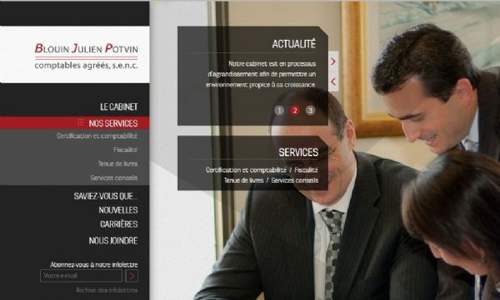 BLOUIN JULIEN POTVIN
comptables agréés, s.e.n.c.
LE CABINET
NOS SERVICES
Certification et comptabilité
Fiscalité
Tenue de livres
Services conseils
SAVIEZ-VOUS QUE...
NOUVELLES
CARRIÈRES
NOUS JOINDRE
Abonnez-vous à notre infolettre
Votre e-mail
Archive des infolettres
ACTUALITÉ
Notre cabinet est en processus
d'agrandissement afin de permettre un
environnement propice à sa croissance.
1 2 3
SERVICES
Certification et comptabilité / Fiscalité
Tenue de livres / Services conseils